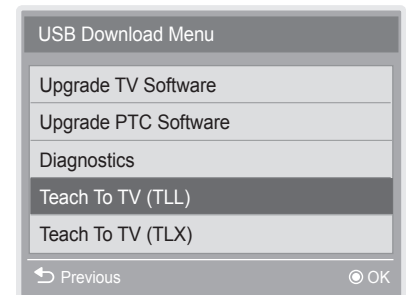 USB Download Menu
Upgrade TV Software
Upgrade PTC Software
Diagnostics
Teach To TV (TLL)
Teach To TV (TLX)
Previous OK